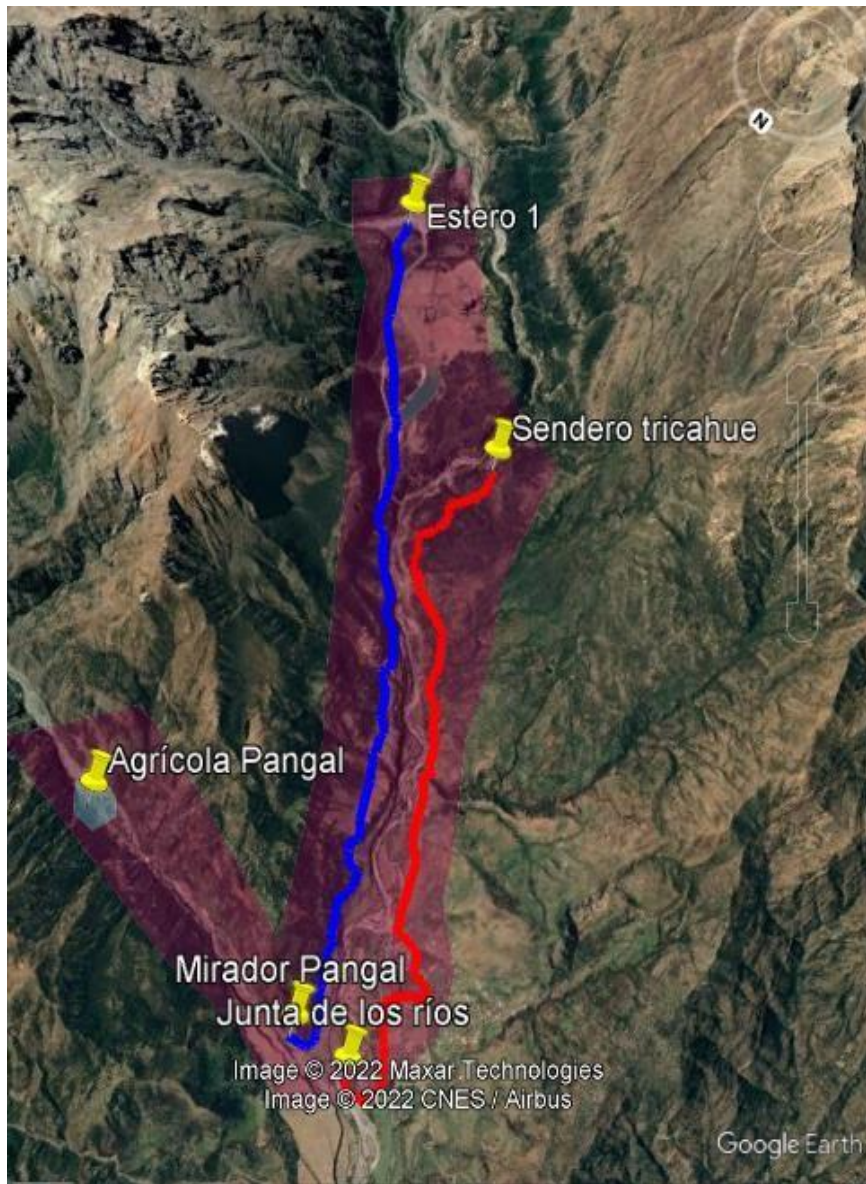 N
Estero 1
Sendero tricahue
Agrícola Pangal
Mirador Pangal
Junta de los ríos
Image © 2022 Maxar Technologies
Image © 2022 CNES / Airbus
Google Earth